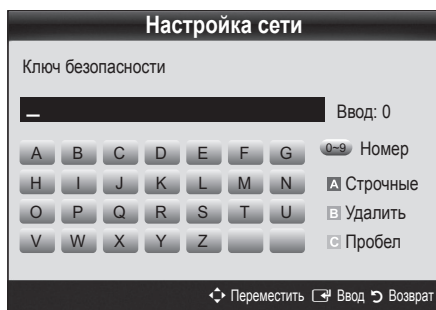 Настройка сети
Ключ безопасности
_ Ввод: 0
A B C D E F G 0~9 Номер
H I J K L M N A Строчные
O P Q R S T U B Удалить
V W X Y Z C Пробел
Переместить Ввод Возврат